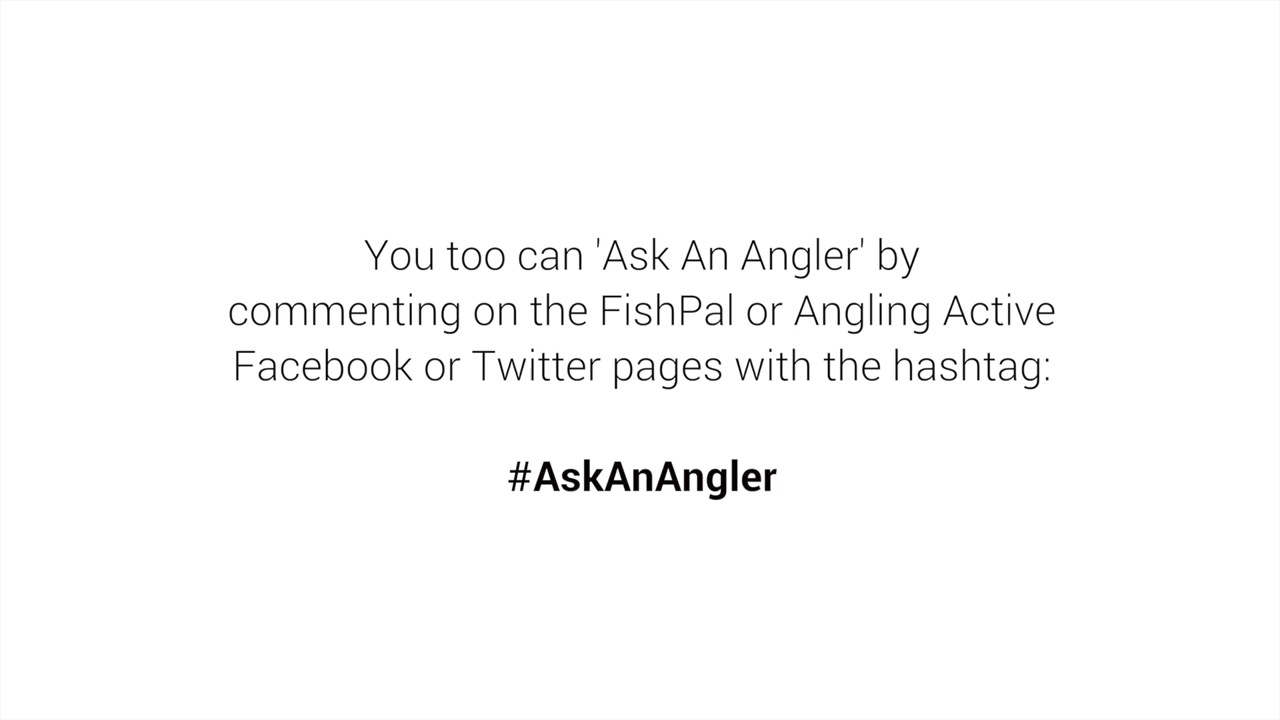 You too can 'Ask An Angler' by
commenting on the FishPal or Angling Active
Facebook or Twitter pages with the hashtag:
#AskAnAngler